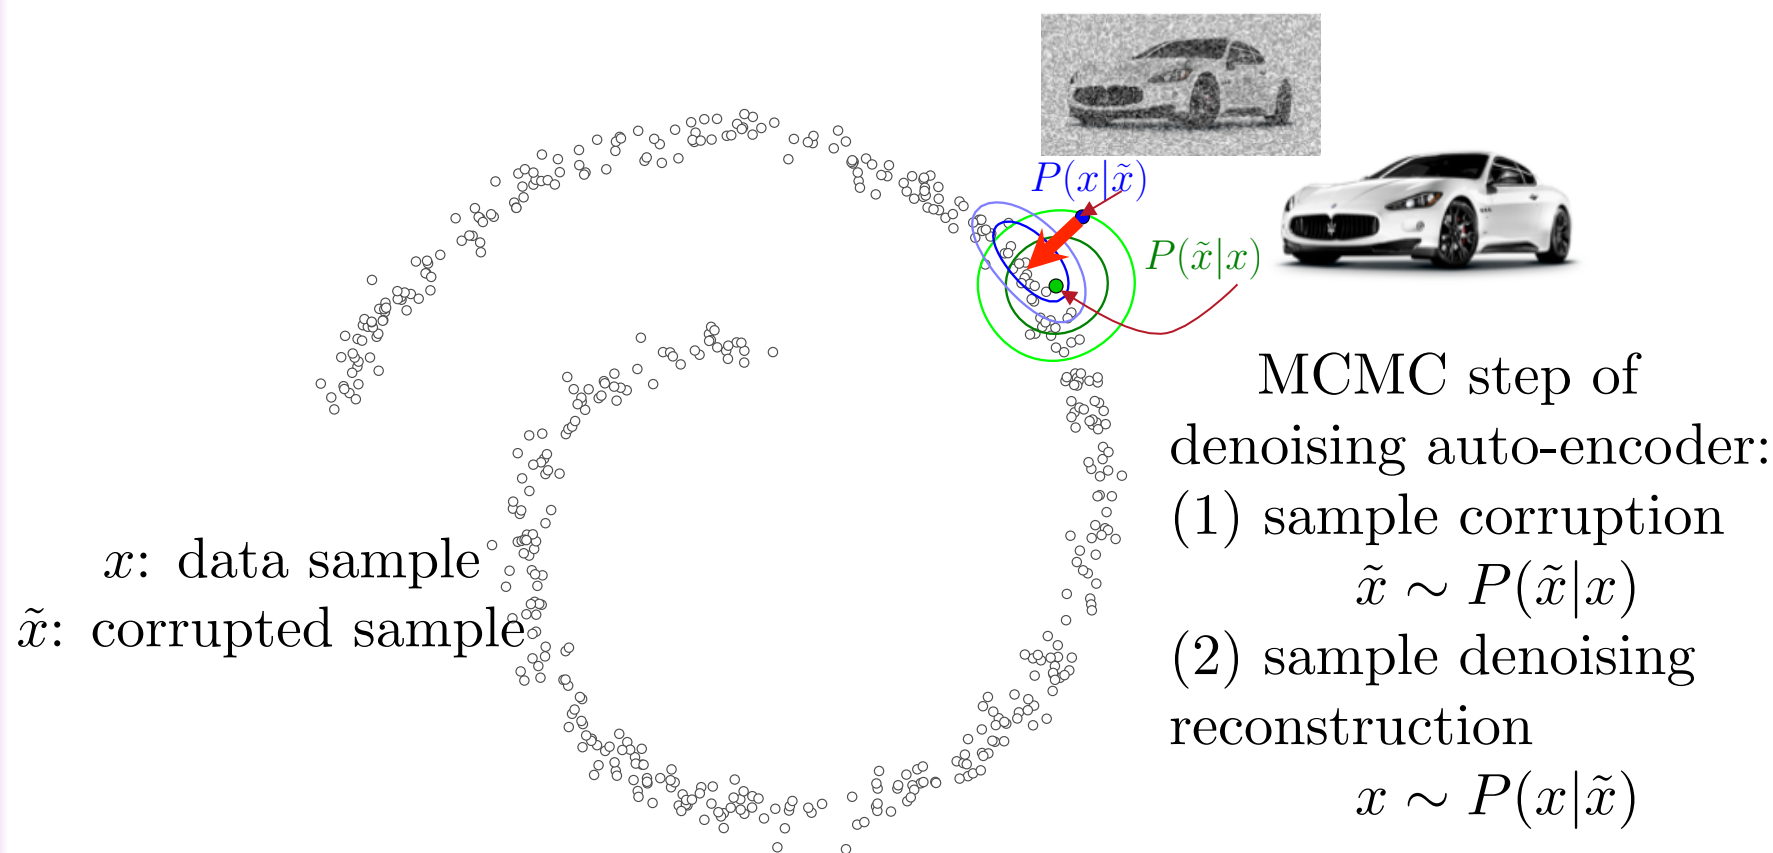 P(x|x̃)
P(x̃|x)
MCMC step of
denoising auto-encoder:
(1) sample corruption
x̃ ∼ P(x̃|x)
(2) sample denoising
reconstruction
x ∼ P(x|x̃)
x: data sample
x̃: corrupted sample